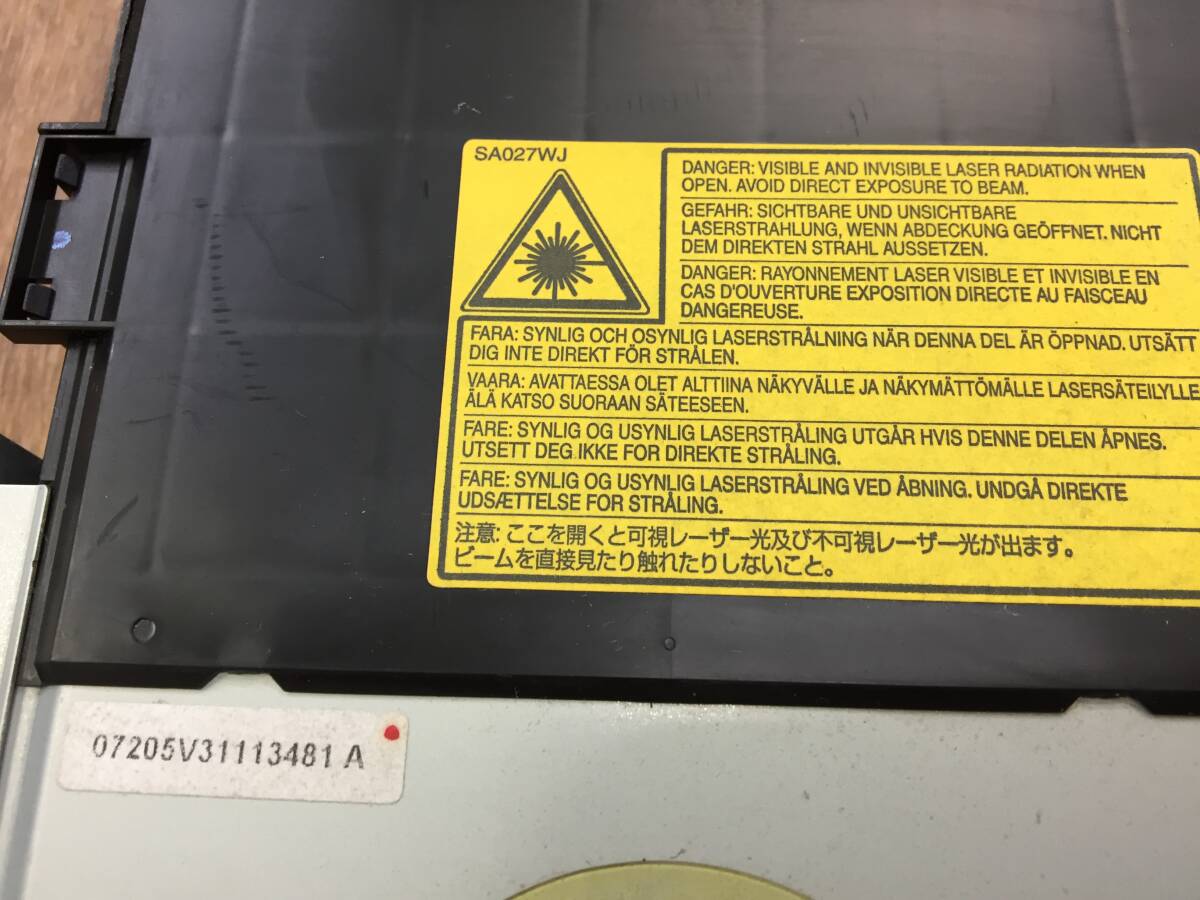 SA027WJ
DANGER: VISIBLE AND INVISIBLE LASER RADIATION WHEN
OPEN. AVOID DIRECT EXPOSURE TO BEAM.
GEFAHR: SICHTBARE UND UNSICHTBARE
LASERSTRAHLUNG, WENN ABDECKUNG GEÖFFNET. NICHT
DEM DIREKTEN STRAHL AUSSETZEN.
DANGER: RAYONNEMENT LASER VISIBLE ET INVISIBLE EN
CAS D'OUVERTURE EXPOSITION DIRECTE AU FAISCEAU
DANGEREUSE.
FARA: SYNLIG OCH OSYNLIG LASERSTRÅLNING NÄR DENNA DEL ÄR ÖPPNAD. UTSÄTT
DIG INTE DIREKT FÖR STRÅLEN.
VAARA: AVATTAESSA OLET ALTTIINA NÄKYVÄLLE JA NÄKYMÄTTÖMÄLLE LASERSÄTEILYLLE
ÄLÄ KATSO SUORAAN SÄTEESEEN.
FARE: SYNLIG OG USYNLIG LASERSTRÅLING UTGÅR HVIS DENNE DELEN ÅPNES.
UTSETT DEG IKKE FOR DIREKTE STRÅLING.
FARE: SYNLIG OG USYNLIG LASERSTRÅLING VED ÅBNING. UNDGÅ DIREKTE
UDSÆTTELSE FOR STRÅLING.
注意: ここを開くと可視レーザー光及び不可視レーザー光が出ます。
ビームを直接見たり触れたりしないこと。
07205V31113481 A